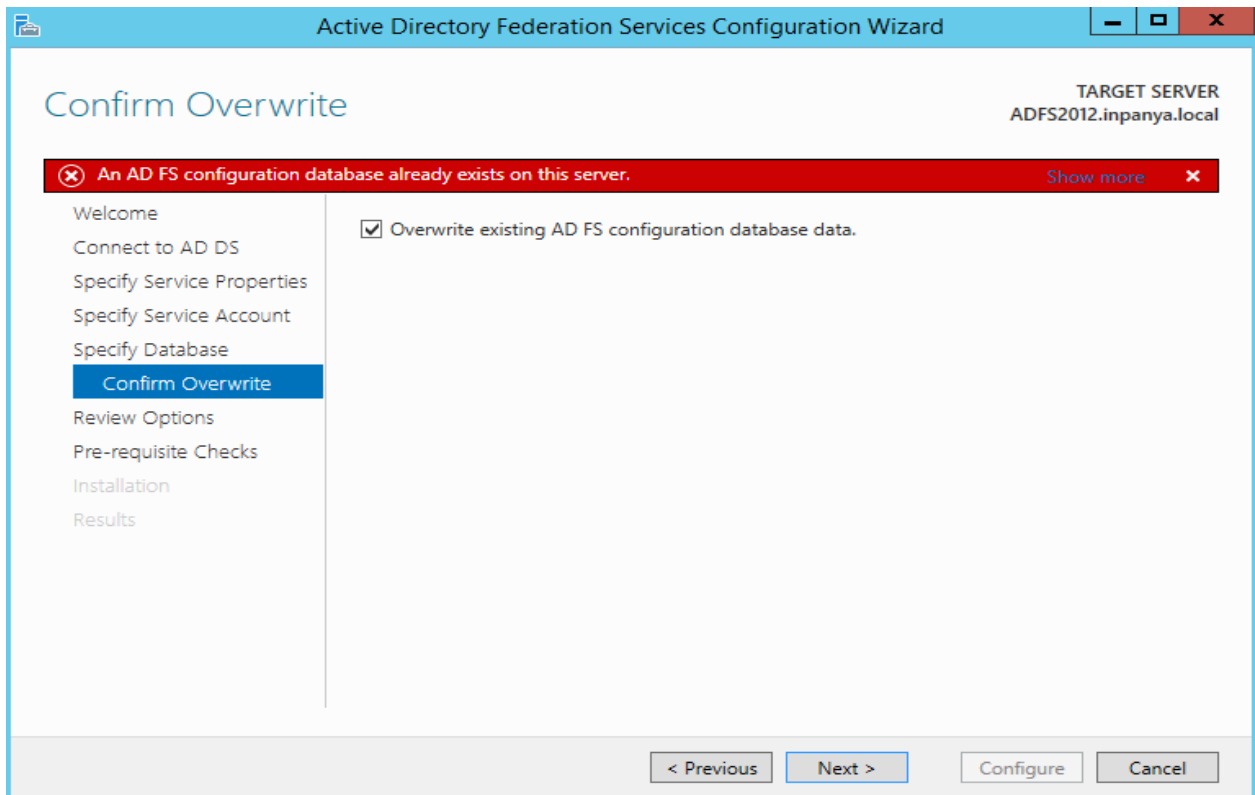 Active Directory Federation Services Configuration Wizard
Confirm Overwrite
TARGET SERVER
ADFS2012.inpanya.local
An AD FS configuration database already exists on this server. Show more
Welcome
Connect to AD DS
Specify Service Properties
Specify Service Account
Specify Database
Confirm Overwrite
Review Options
Pre-requisite Checks
Installation
Results
Overwrite existing AD FS configuration database data.
< Previous Next > Configure Cancel